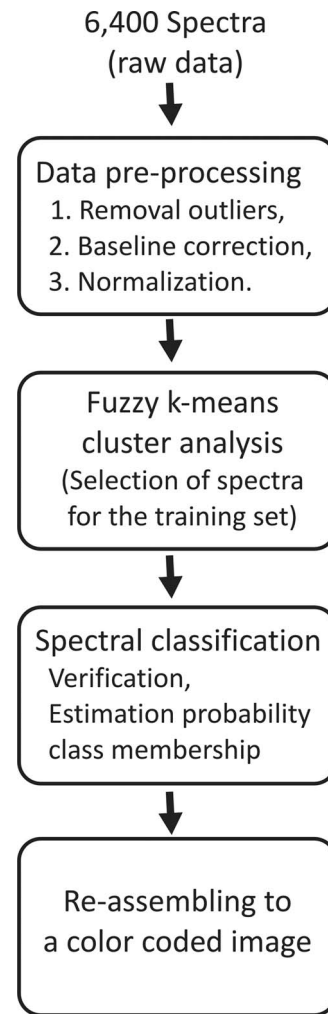 6,400 Spectra
(raw data)
Data pre-processing
1. Removal outliers,
2. Baseline correction,
3. Normalization.
Fuzzy k-means
cluster analysis
(Selection of spectra
for the training set)
Spectral classification
Verification,
Estimation probability
class membership
Re-assembling to
a color coded image